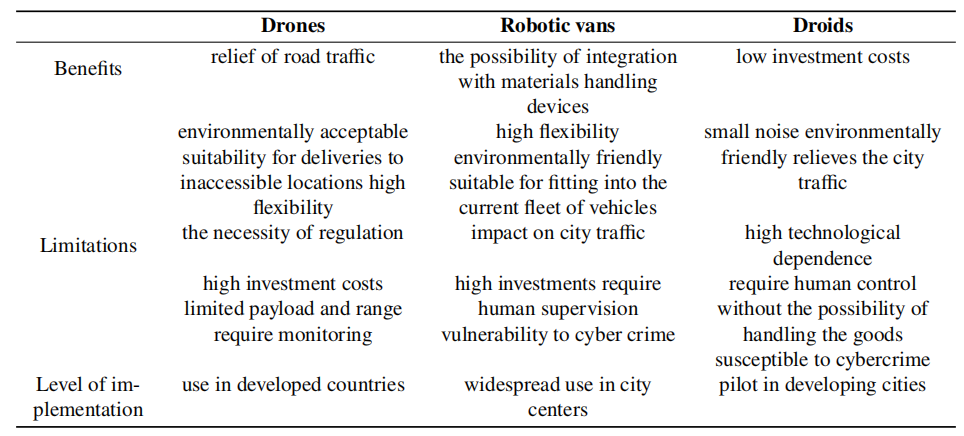 Drones Robotic vans Droids
Benefits relief of road traffic the possibility of integration low investment costs
with materials handling
devices
environmentally acceptable high flexibility small noise environmentally
suitability for deliveries to environmentally friendly friendly relieves the city
inaccessible locations high suitable for fitting into the traffic
flexibility current fleet of vehicles
Limitations the necessity of regulation impact on city traffic high technological
dependence
high investment costs high investments require require human control
limited payload and range human supervision without the possibility of
require monitoring vulnerability to cyber crime handling the goods
susceptible to cybercrime
Level of im- use in developed countries widespread use in city pilot in developing cities
plementation centers